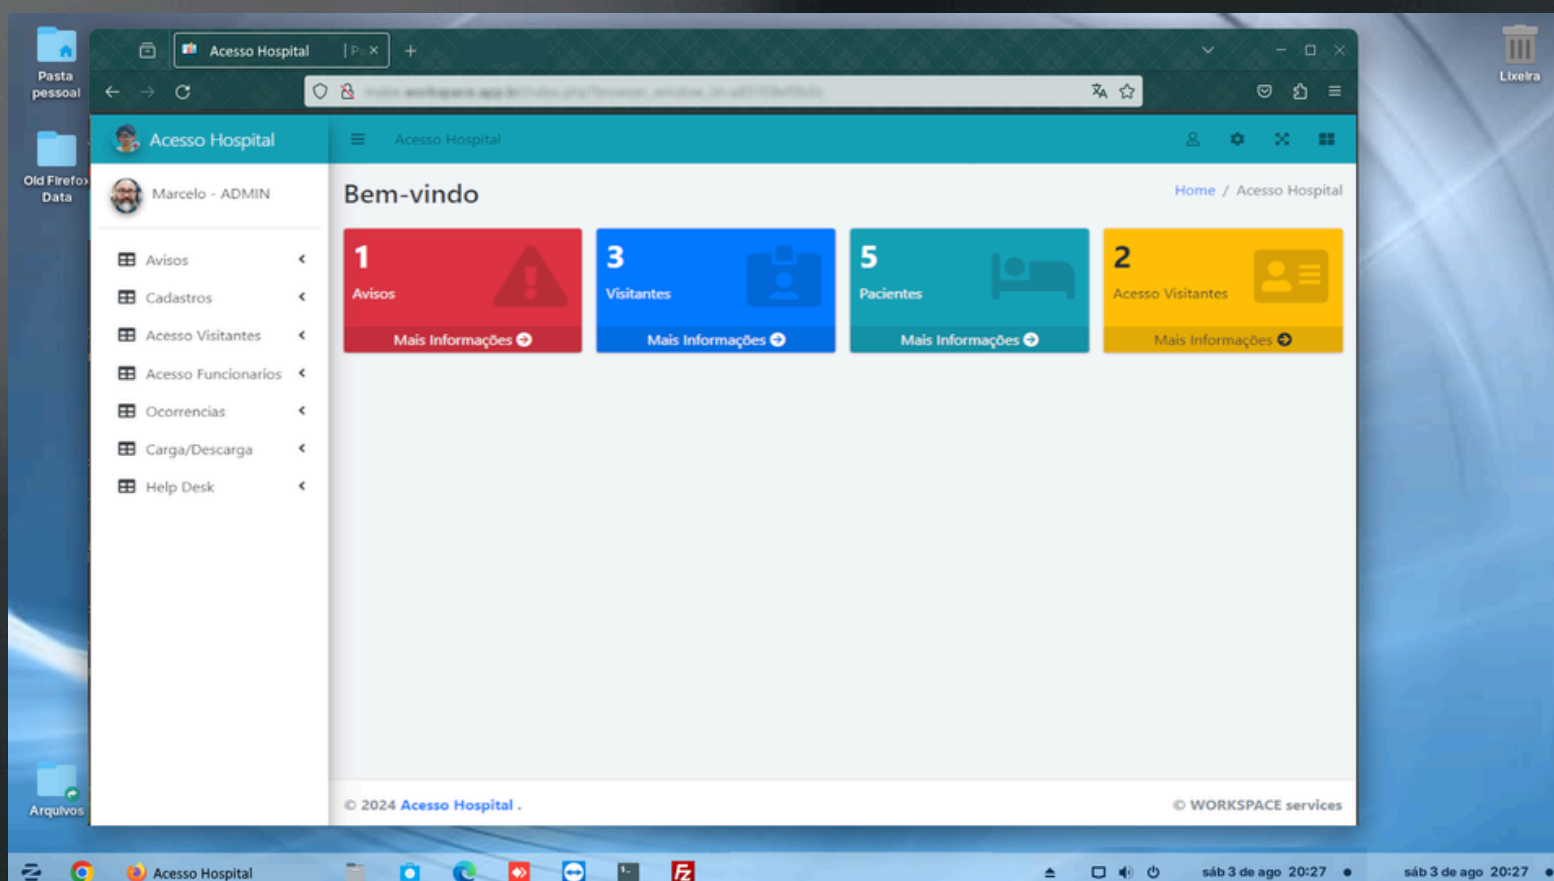 Pasta
pessoal
Old Firefox
Data
Arquivos
Lixeira
Acesso Hospital
+
Acesso Hospital
Marcelo - ADMIN
Avisos
Cadastros
Acesso Visitantes
Acesso Funcionarios
Ocorrencias
Carga/Descarga
Help Desk
Acesso Hospital
Bem-vindo
Home / Acesso Hospital
1
Avisos
Mais Informações
3
Visitantes
Mais Informações
5
Pacientes
Mais Informações
2
Acesso Visitantes
Mais Informações
© 2024 Acesso Hospital .
© WORKSPACE services
Acesso Hospital
sáb 3 de ago 20:27
sáb 3 de ago 20:27